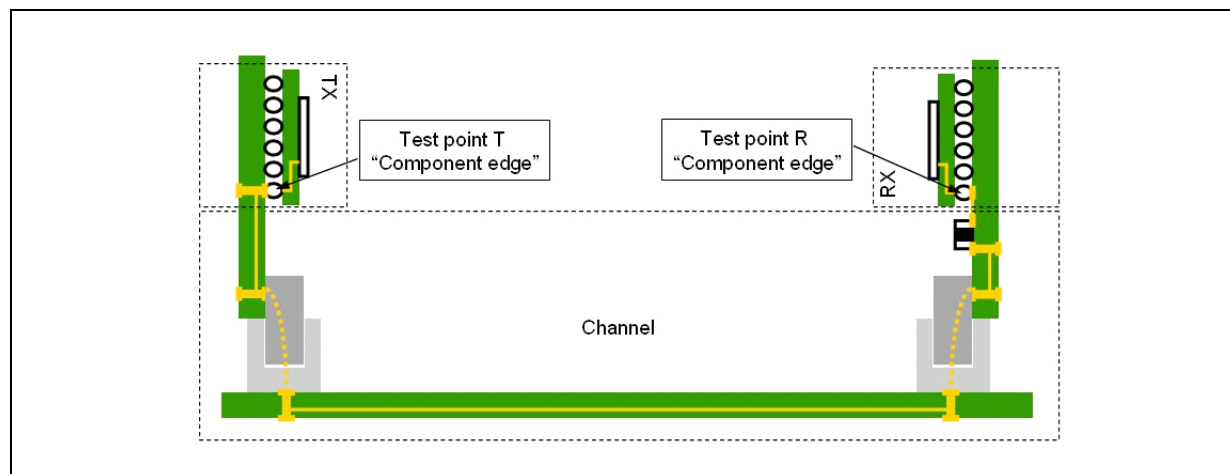 TX
Test point T
“Component edge”
Test point R
“Component edge”
RX
Channel